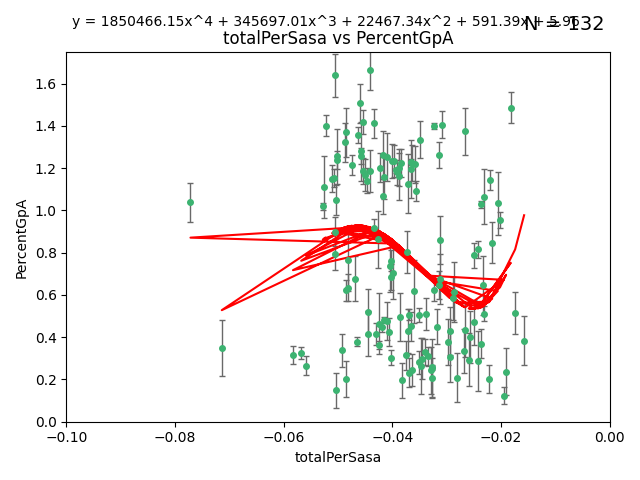 y = 1850466.15x^4 + 345697.01x^3 + 22467.34x^2 + 591.39x + 5.96
N = 132
totalPerSasa vs PercentGpA
PercentGpA
1.6
1.4
1.2
1.0
0.8
0.6
0.4
0.2
0.0
−0.10 −0.08 −0.06 −0.04 −0.02 0.00
totalPerSasa